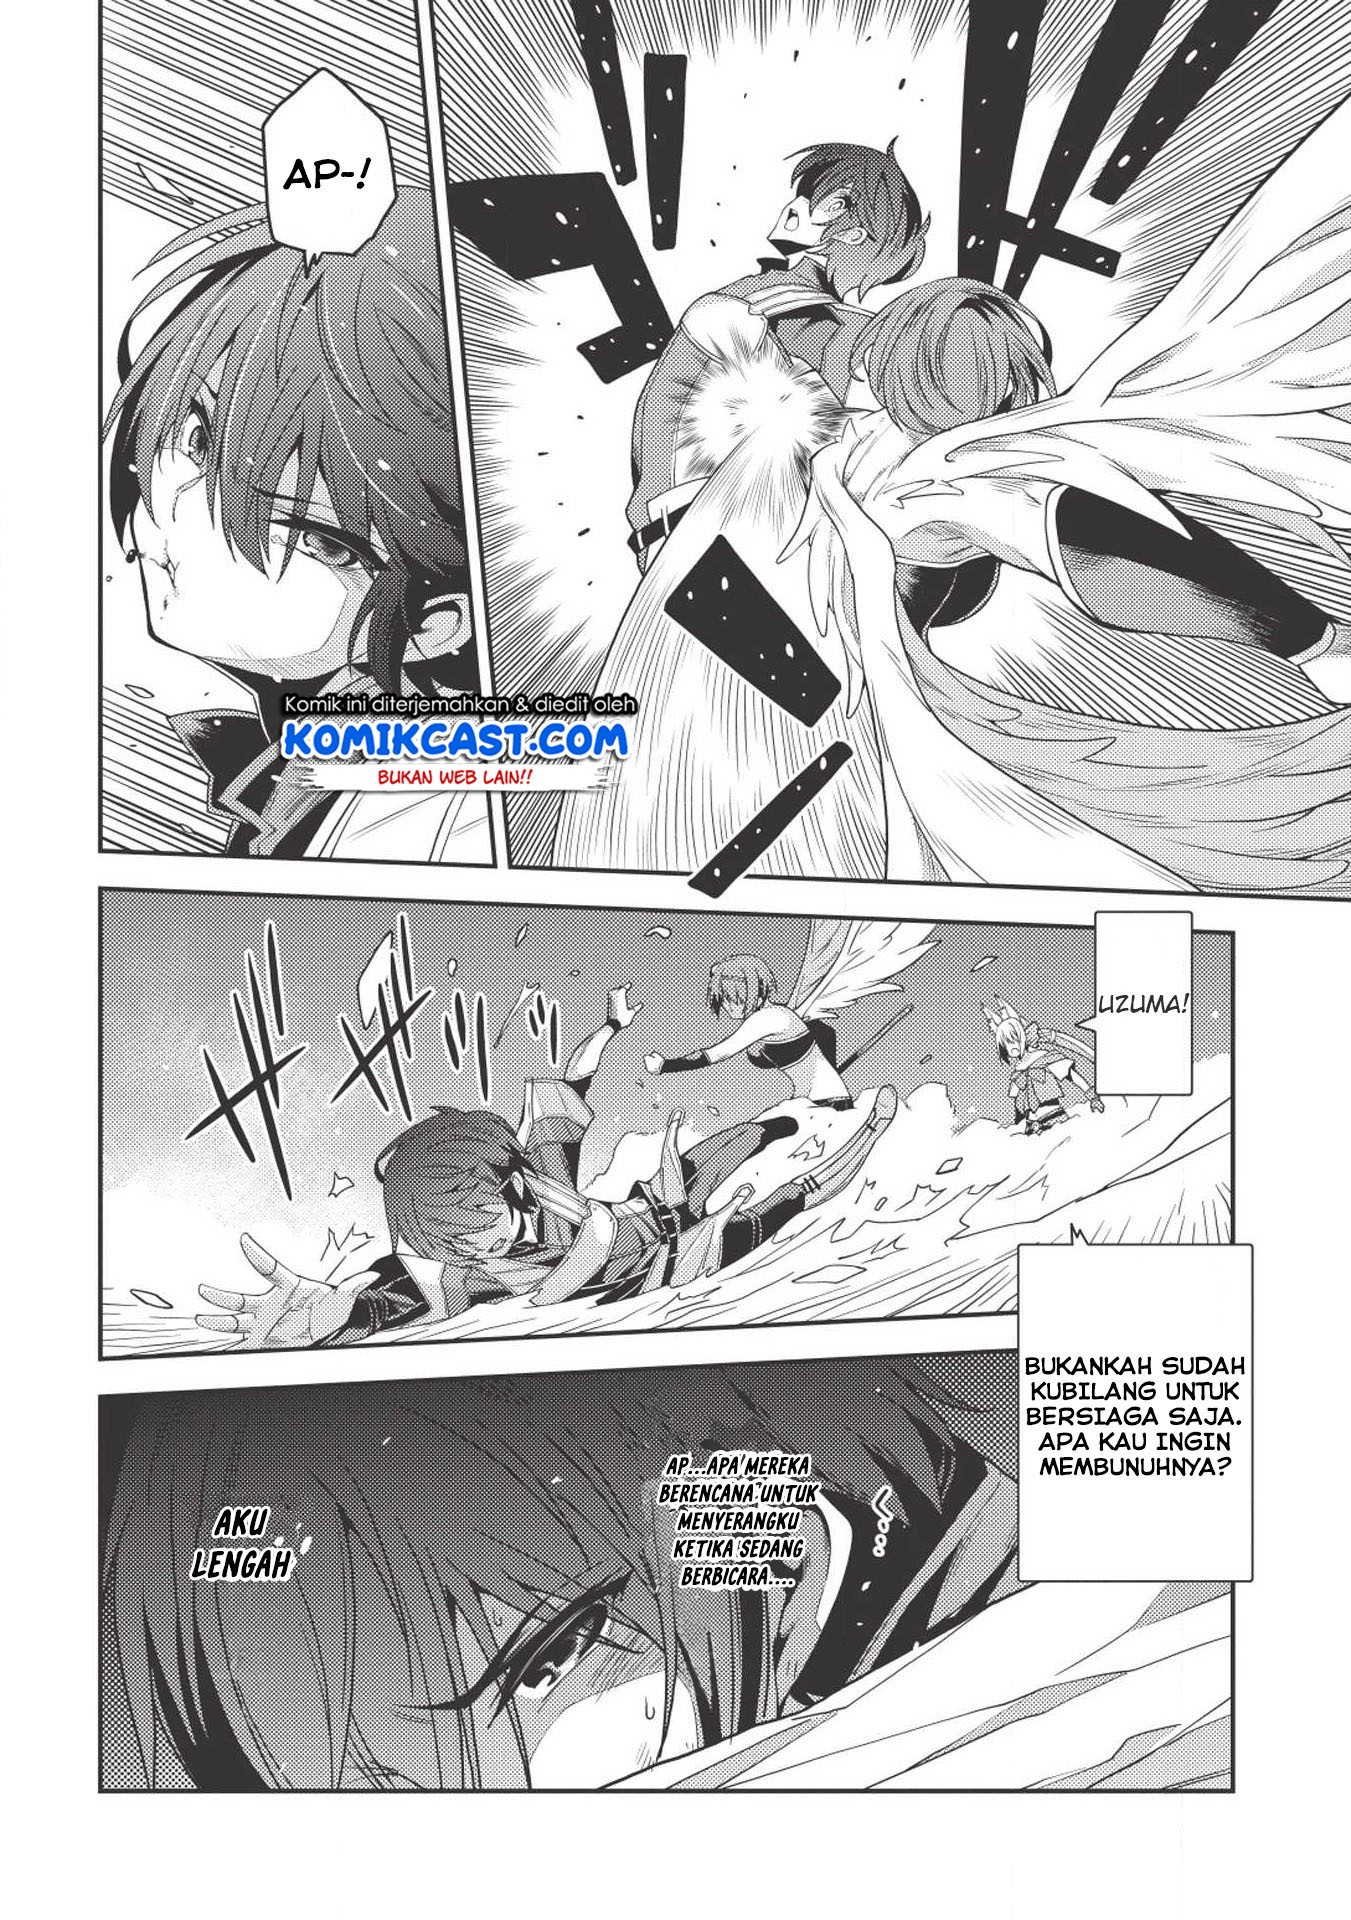 AP-!
Komik ini diterjemahkan & diedit oleh
KOMIKCAST.COM
BUKAN WEB LAIN!!
UZUMA!
BUKANKAH SUDAH
KUBILANG UNTUK
BERSIAGA SAJA.
APA KAU INGIN
MEMBUNUHNYA?
AP...APA MEREKA
BERENCANA UNTUK
MENYERANGKU
KETIKA SEDANG
BERBICARA....
AKU
LENGAH